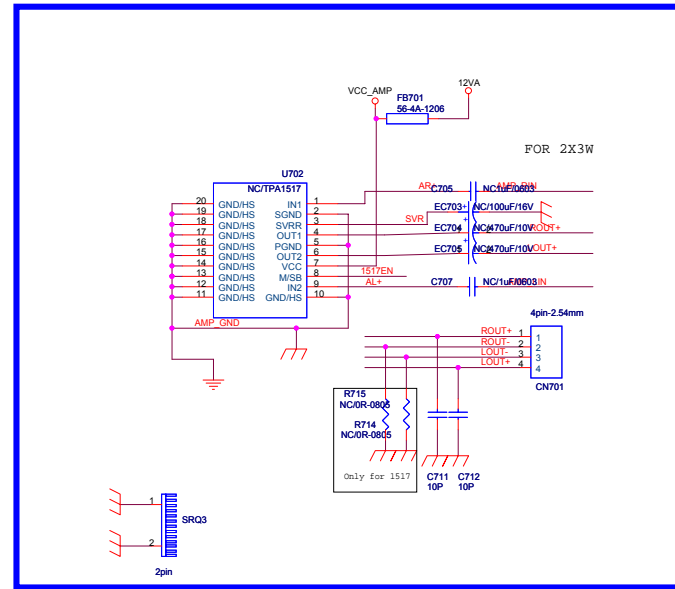 12VA
VCC_AMP
FB701
56-4A-1206
FOR 2X3W
U702
NC/TPA1517
20 GND/HS IN1 1
19 GND/HS SGND 2
18 GND/HS SVRR 3
17 GND/HS OUT1 4
16 GND/HS PGND 5
15 GND/HS OUT2 6
14 GND/HS VCC 7
13 GND/HS M/SB 8
12 GND/HS IN2 9
11 GND/HS GND/HS 10
C705 NC1uF/0603
EC703 + NC/100uF/16V
SVR
EC704 + NC/470uF/10V ROUT+
EC705 + NC/470uF/10V LOUT+
1517EN
AL+ C707 NC/1uF/0603
AMP_GND
4pin-2.54mm
ROUT+ 1 1
ROUT- 2 2
LOUT- 3 3
LOUT+ 4 4
CN701
R715
NC/0R-0805
R714
NC/0R-0805
Only for 1517
C711 C712
10P 10P
1
SRQ3
2
2pin